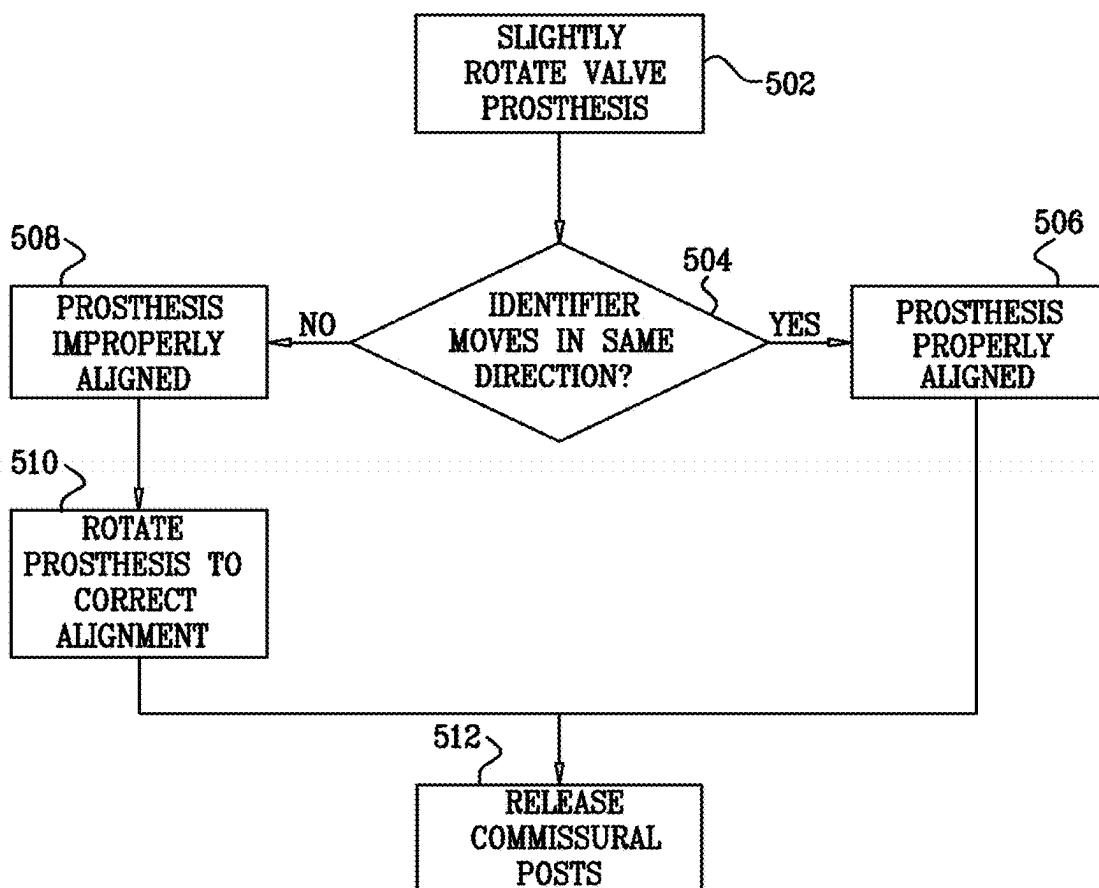 SLIGHTLY
ROTATE VALVE
PROSTHESIS
502
508
504
506
PROSTHESIS
IMPROPERLY
ALIGNED
NO
IDENTIFIER
MOVES IN SAME
DIRECTION?
YES
PROSTHESIS
PROPERLY
ALIGNED
510
ROTATE
PROSTHESIS TO
CORRECT
ALIGNMENT
512
RELEASE
COMMISSURAL
POSTS